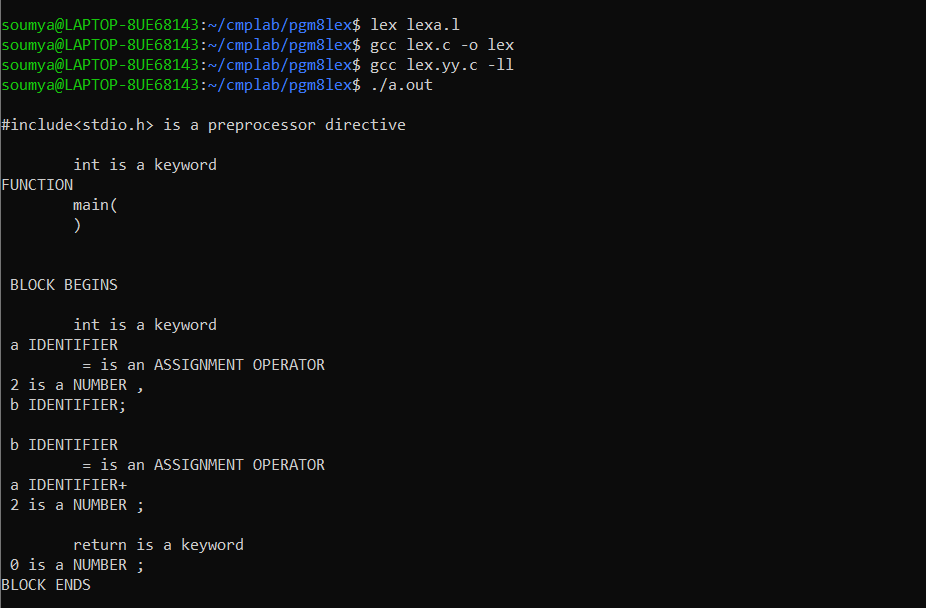 soumya@LAPTOP-8UE68143:~/cmplab/pgm8lex$ lex lexa.l
soumya@LAPTOP-8UE68143:~/cmplab/pgm8lex$ gcc lex.c -o lex
soumya@LAPTOP-8UE68143:~/cmplab/pgm8lex$ gcc lex.yy.c -ll
soumya@LAPTOP-8UE68143:~/cmplab/pgm8lex$ ./a.out
#include<stdio.h> is a preprocessor directive
int is a keyword
FUNCTION
main(
)
BLOCK BEGINS
int is a keyword
a IDENTIFIER
= is an ASSIGNMENT OPERATOR
2 is a NUMBER ,
b IDENTIFIER;
b IDENTIFIER
= is an ASSIGNMENT OPERATOR
a IDENTIFIER+
2 is a NUMBER ;
return is a keyword
0 is a NUMBER ;
BLOCK ENDS